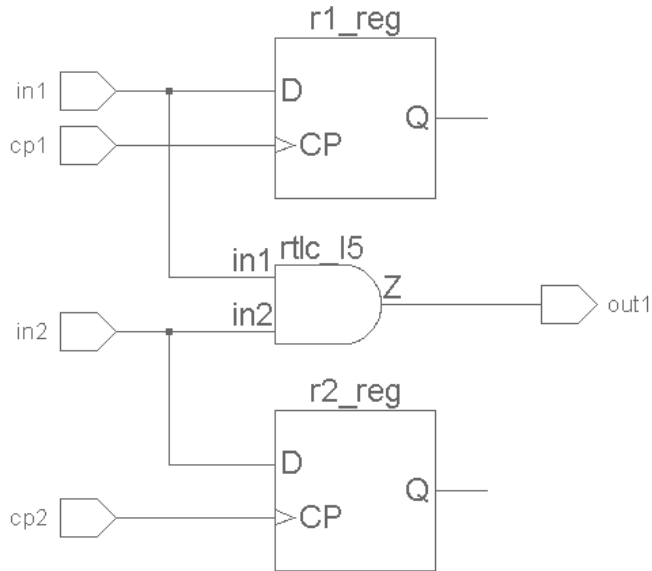 r1_reg
in1
D
Q
cp1
CP
rtlc_I5
in1
Z
in2
out1
in2
r2_reg
D
Q
cp2
CP